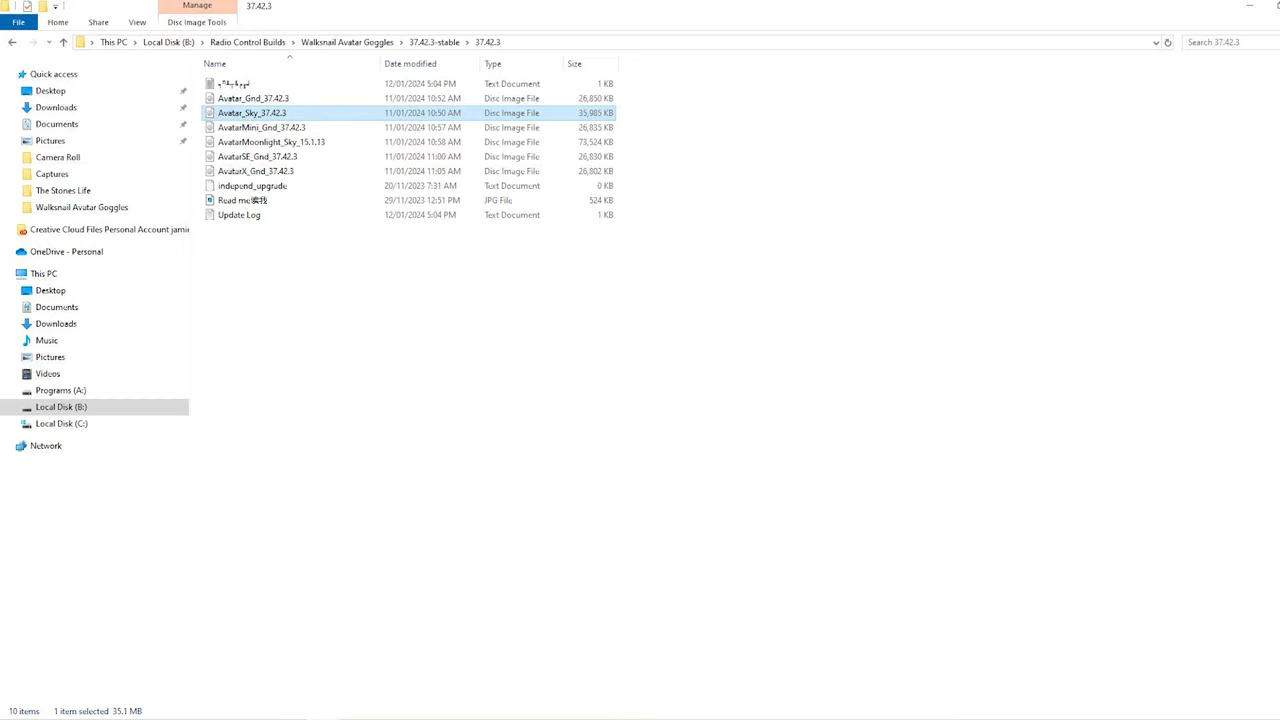 Manage
37.42.3
File
Home
Share
View
Disc Image Tools
This PC
Local Disk (B:)
Radio Control Builds
Walksnail Avatar Goggles
37.42.3-stable
37.42.3
Search 37.42.3
Name
Date modified
Type
Size
12/01/2024 5:04 PM Text Document 1 KB
Avatar_Gnd_37.42.3 11/01/2024 10:52 AM Disc Image File 26,850 KB
Avatar_Sky_37.42.3 11/01/2024 10:50 AM Disc Image File 35,985 KB
AvatarMini_Gnd_37.42.3 11/01/2024 10:57 AM Disc Image File 26,835 KB
AvatarMoonlight_Sky_15.1.13 11/01/2024 10:58 AM Disc Image File 73,524 KB
AvatarSE_Gnd_37.42.3 11/01/2024 11:00 AM Disc Image File 26,830 KB
AvatarX_Gnd_37.42.3 11/01/2024 11:05 AM Disc Image File 26,802 KB
independ_upgrade 20/11/2023 7:31 AM Text Document 0 KB
Read me!读我 29/11/2023 12:51 PM JPG File 524 KB
Update Log 12/01/2024 5:04 PM Text Document 1 KB
Quick access
Desktop
Downloads
Documents
Pictures
Camera Roll
Captures
The Stones Life
Walksnail Avatar Goggles
Creative Cloud Files Personal Account jamie
OneDrive - Personal
This PC
Desktop
Documents
Downloads
Music
Pictures
Videos
Programs (A:)
Local Disk (B:)
Local Disk (C:)
Network
10 items
1 item selected 35.1 MB